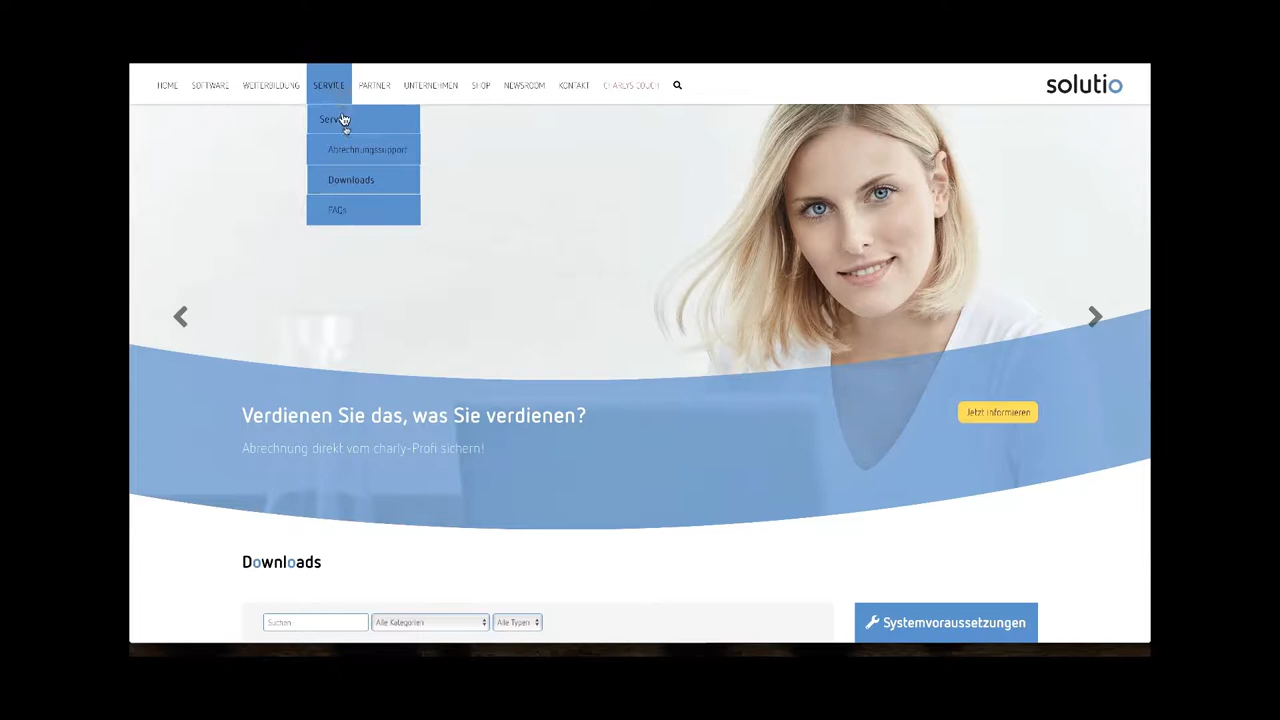 HOME SOFTWARE WEITERBILDUNG SERVICE PARTNER UNTERNEHMEN SHOP NEWSROOM KONTAKT CHARLYS COUCH
solutio
Abrechnungssupport
Downloads
FAQs
Verdienen Sie das, was Sie verdienen?
Jetzt informieren
Abrechnung direkt vom charly-Profi sichern!
Downloads
Suchen Alle Kategorien Alle Typen
Systemvoraussetzungen